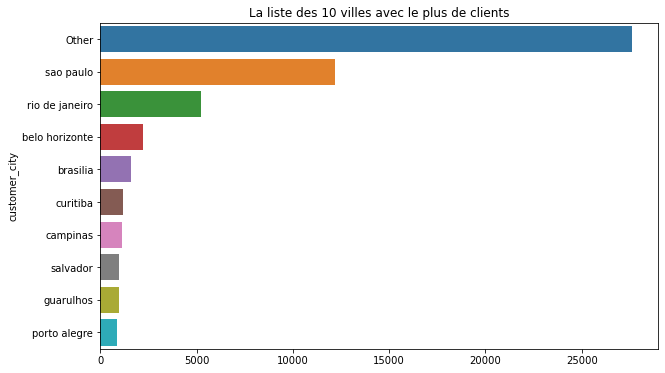 La liste des 10 villes avec le plus de clients
customer_city
Other
sao paulo
rio de janeiro
belo horizonte
brasilia
curitiba
campinas
salvador
guarulhos
porto alegre
0 5000 10000 15000 20000 25000